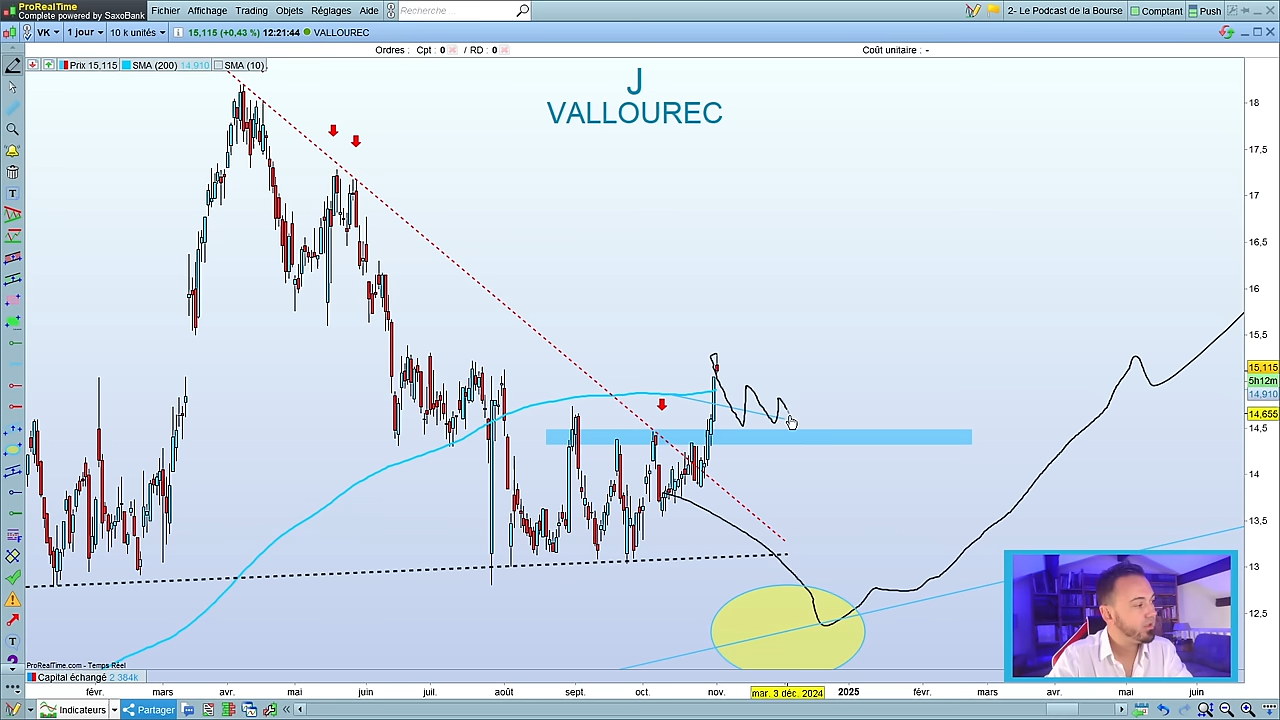 ProRealTime
Complete powered by SaxoBank
Fichier Affichage Trading Objets Réglages Aide Recherche... 2- Le Podcast de la Bourse Comptant Push
VK 1 jour 10 k unités 15,115 (+0,43 %) 12:21:44 VALLOUREC
Ordres : Cpt : 0 / RD : 0 Coût unitaire : -
Prix 15,115 SMA (200) 14,910 SMA (10)
J
VALLOUREC
18
17,5
17
16,5
16
15,5
15,115
5h12m
14,910
14,655
14,5
14
13,5
13
12,5
ProRealTime.com - Temps Réel
Capital échangé 2 384k
févr. mars avr. mai juin juil. août sept. oct. nov. mar. 3 déc. 2024 2025 févr. mars avr. mai juin
Indicateurs Partager